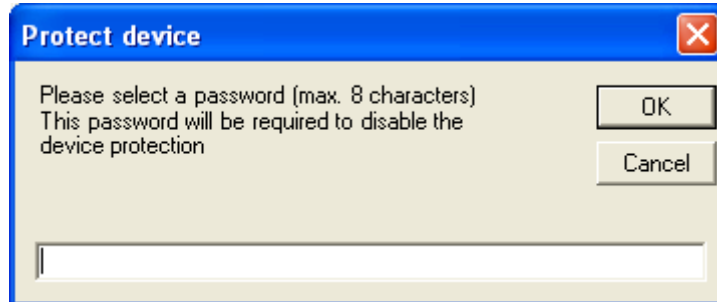 Protect device
Please select a password (max. 8 characters)
This password will be required to disable the
device protection
OK
Cancel